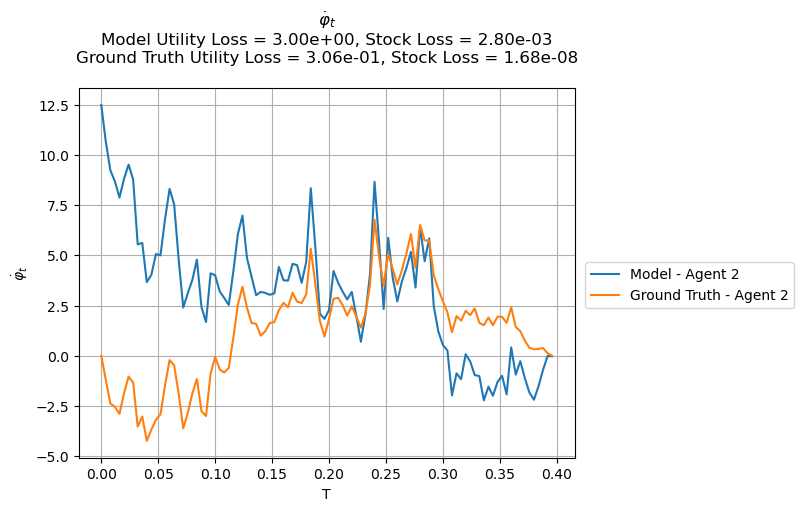 φ̇ₜ
Model Utility Loss = 3.00e+00, Stock Loss = 2.80e-03
Ground Truth Utility Loss = 3.06e-01, Stock Loss = 1.68e-08
12.5
10.0
7.5
5.0
2.5
0.0
−2.5
−5.0
φ̇ₜ
0.00 0.05 0.10 0.15 0.20 0.25 0.30 0.35 0.40
T
Model - Agent 2
Ground Truth - Agent 2